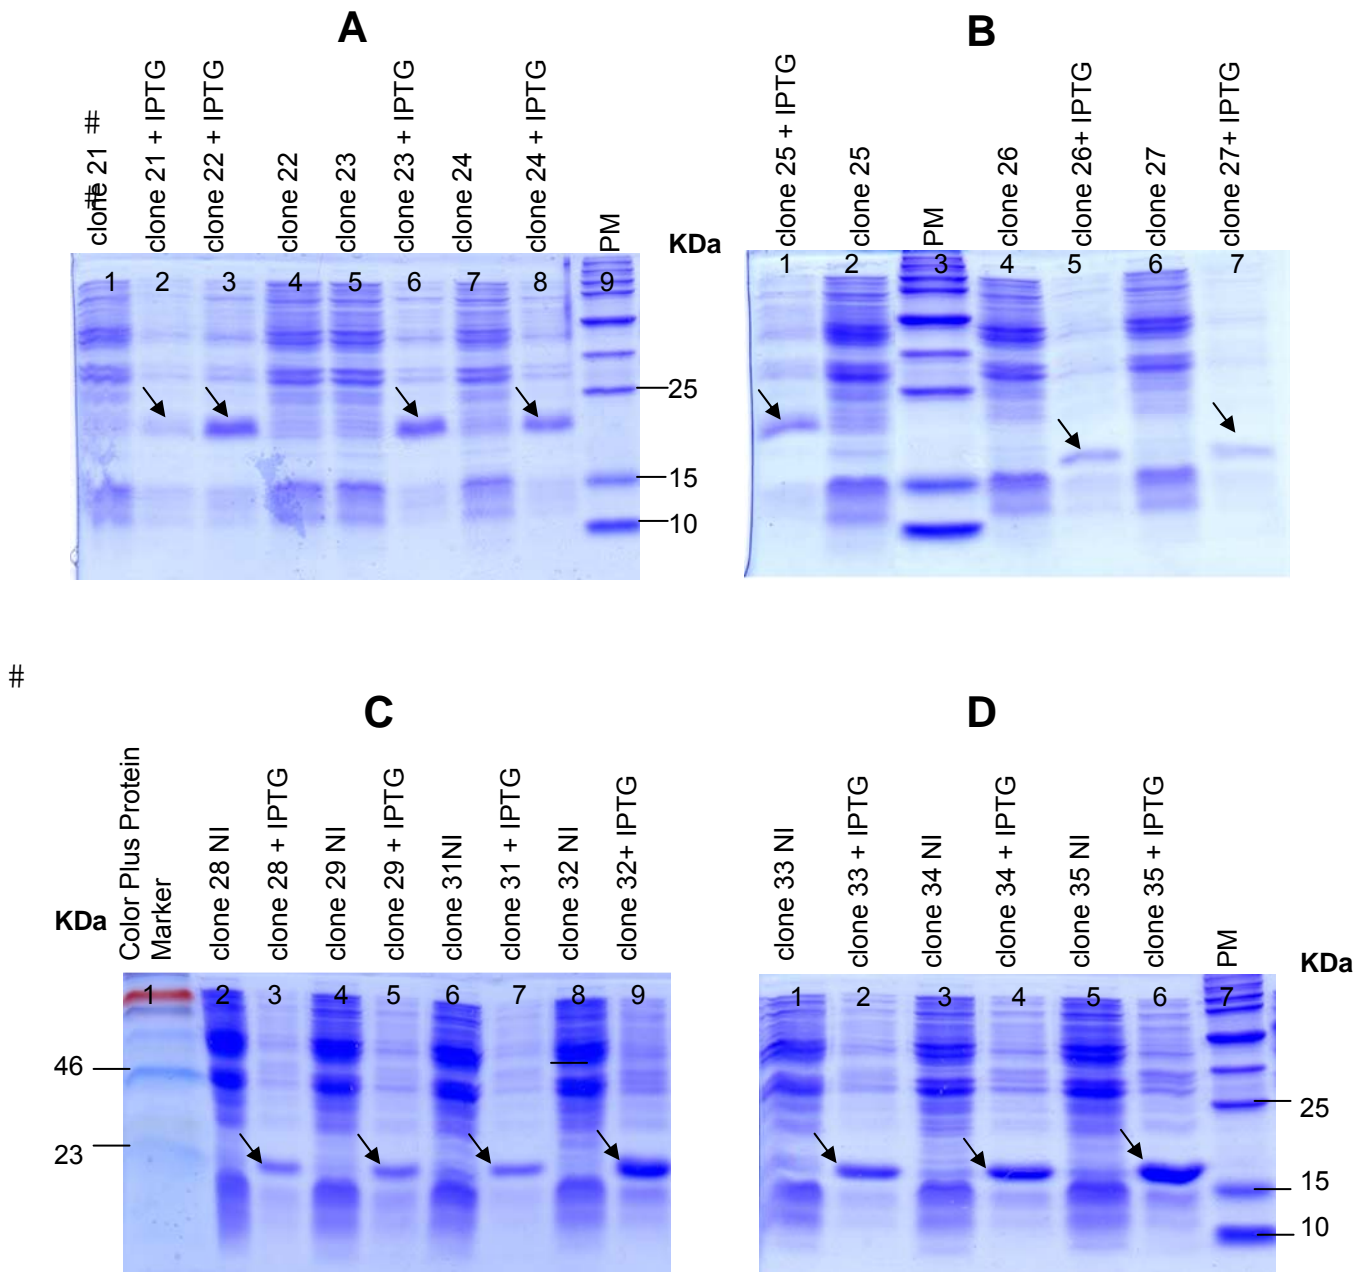 A
#
#
clone 21
clone 21 + IPTG
clone 22 + IPTG
clone 22
clone 23
clone 23 + IPTG
clone 24
clone 24 + IPTG
PM
KDa
1 2 3 4 5 6 7 8 9
25
15
10
B
clone 25 + IPTG
clone 25
PM
clone 26
clone 26+ IPTG
clone 27
clone 27+ IPTG
1 2 3 4 5 6 7
#
C
KDa
Color Plus Protein
Marker
clone 28 NI
clone 28 + IPTG
clone 29 NI
clone 29 + IPTG
clone 31NI
clone 31 + IPTG
clone 32 NI
clone 32+ IPTG
1 2 3 4 5 6 7 8 9
46
23
D
clone 33 NI
clone 33 + IPTG
clone 34 NI
clone 34 + IPTG
clone 35 NI
clone 35 + IPTG
PM
KDa
1 2 3 4 5 6 7
25
15
10